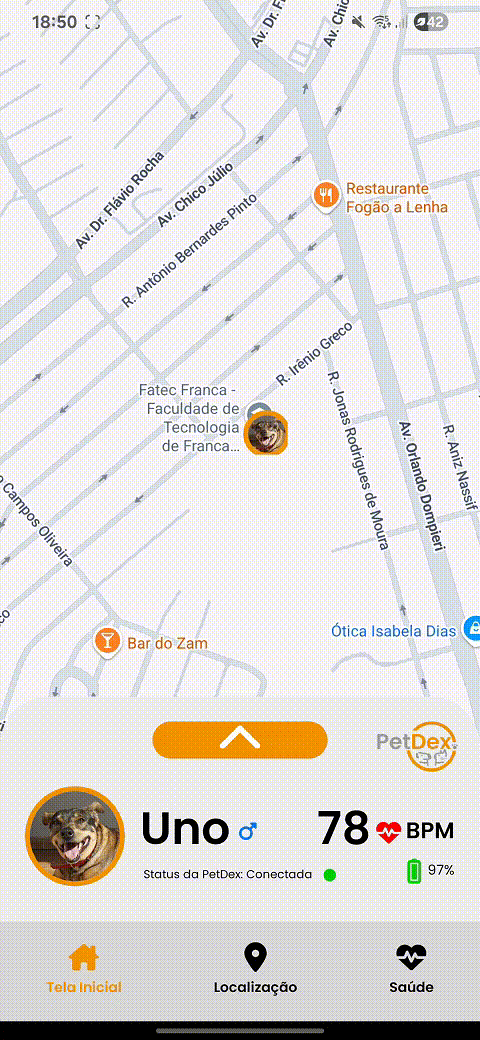 18:50
42
Av. Dr. F
Av. Chic
Av. Dr. Flávio Rocha
Av. Chico Júlio
Restaurante
Fogão a Lenha
R. Antônio Bernardes Pinto
R. Irênio Greco
Fatec Franca -
Faculdade de
Tecnologia
de Franca...
R. Jonas Rodrigues de Moura
Av. Orlando Dompieri
R. Aniz Nassif
o Campos Oliveira
co
Ótica Isabela Dias
Bar do Zam
PetDex
Uno
78 BPM
Status da PetDex: Conectada
97%
Tela Inicial
Localização
Saúde